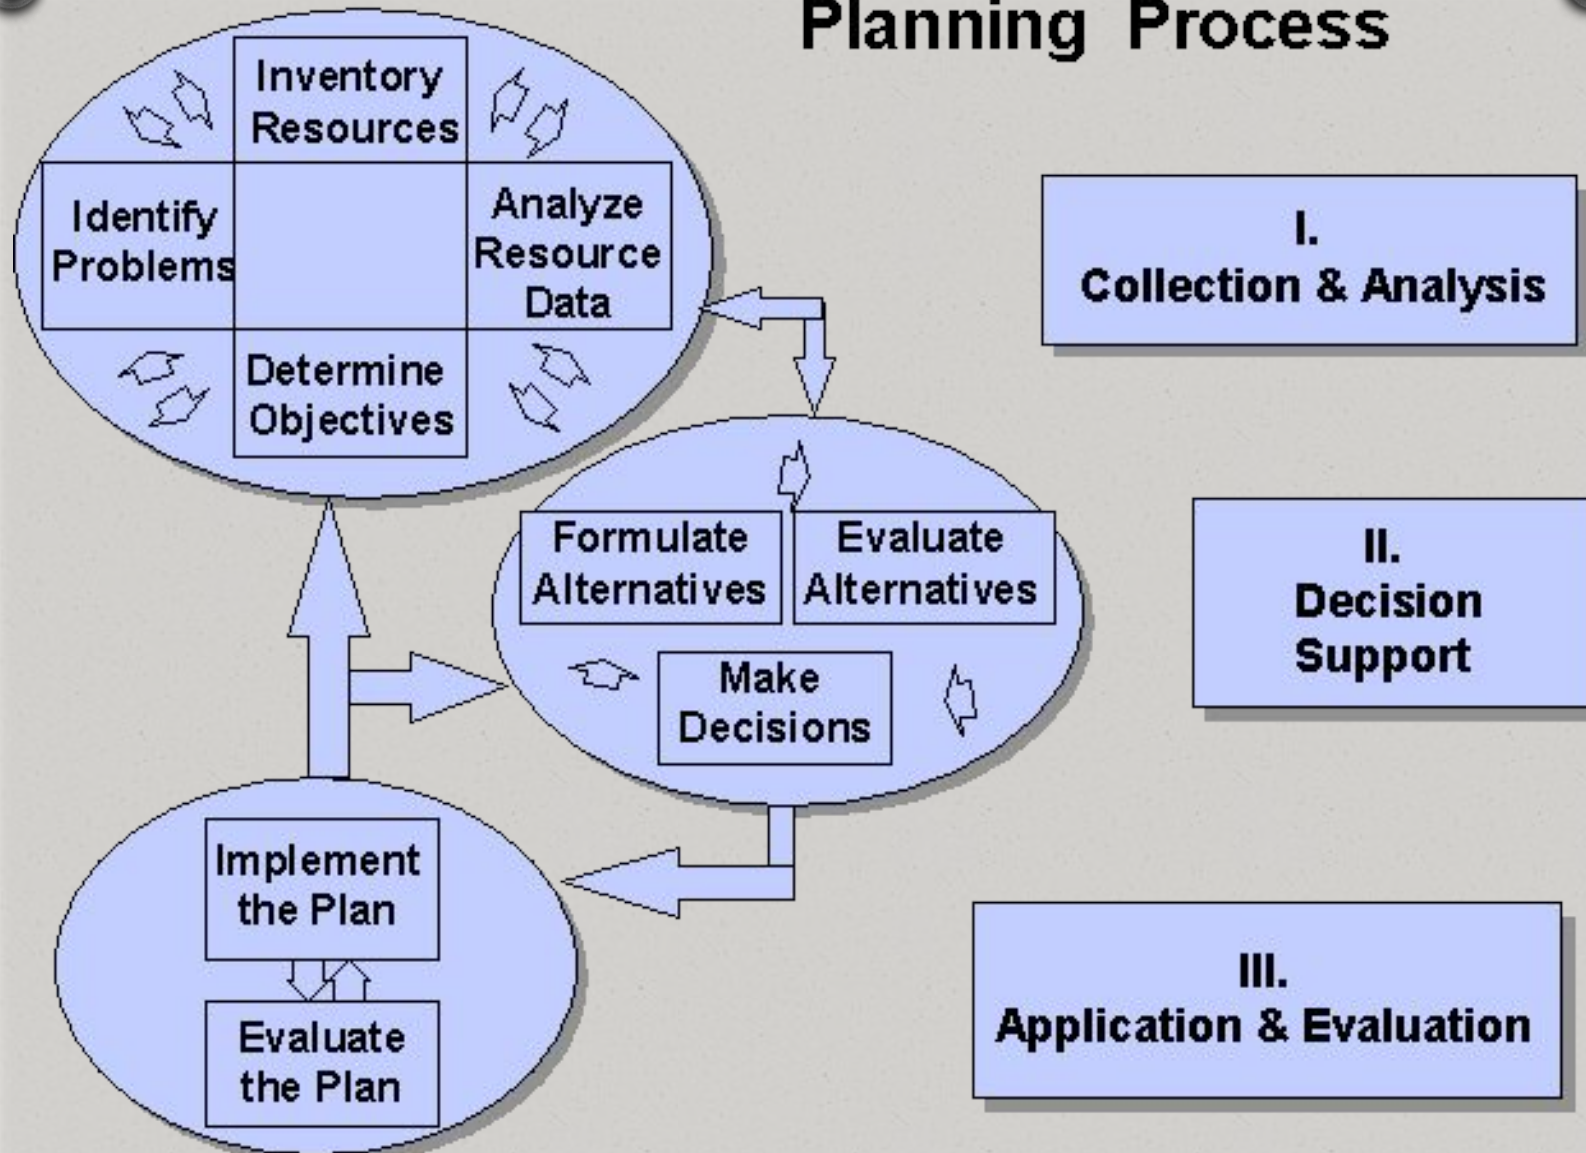 Planning Process
Inventory
Resources
Identify
Problems
Analyze
Resource
Data
Determine
Objectives
I.
Collection & Analysis
Formulate
Alternatives
Evaluate
Alternatives
Make
Decisions
II.
Decision
Support
Implement
the Plan
Evaluate
the Plan
III.
Application & Evaluation